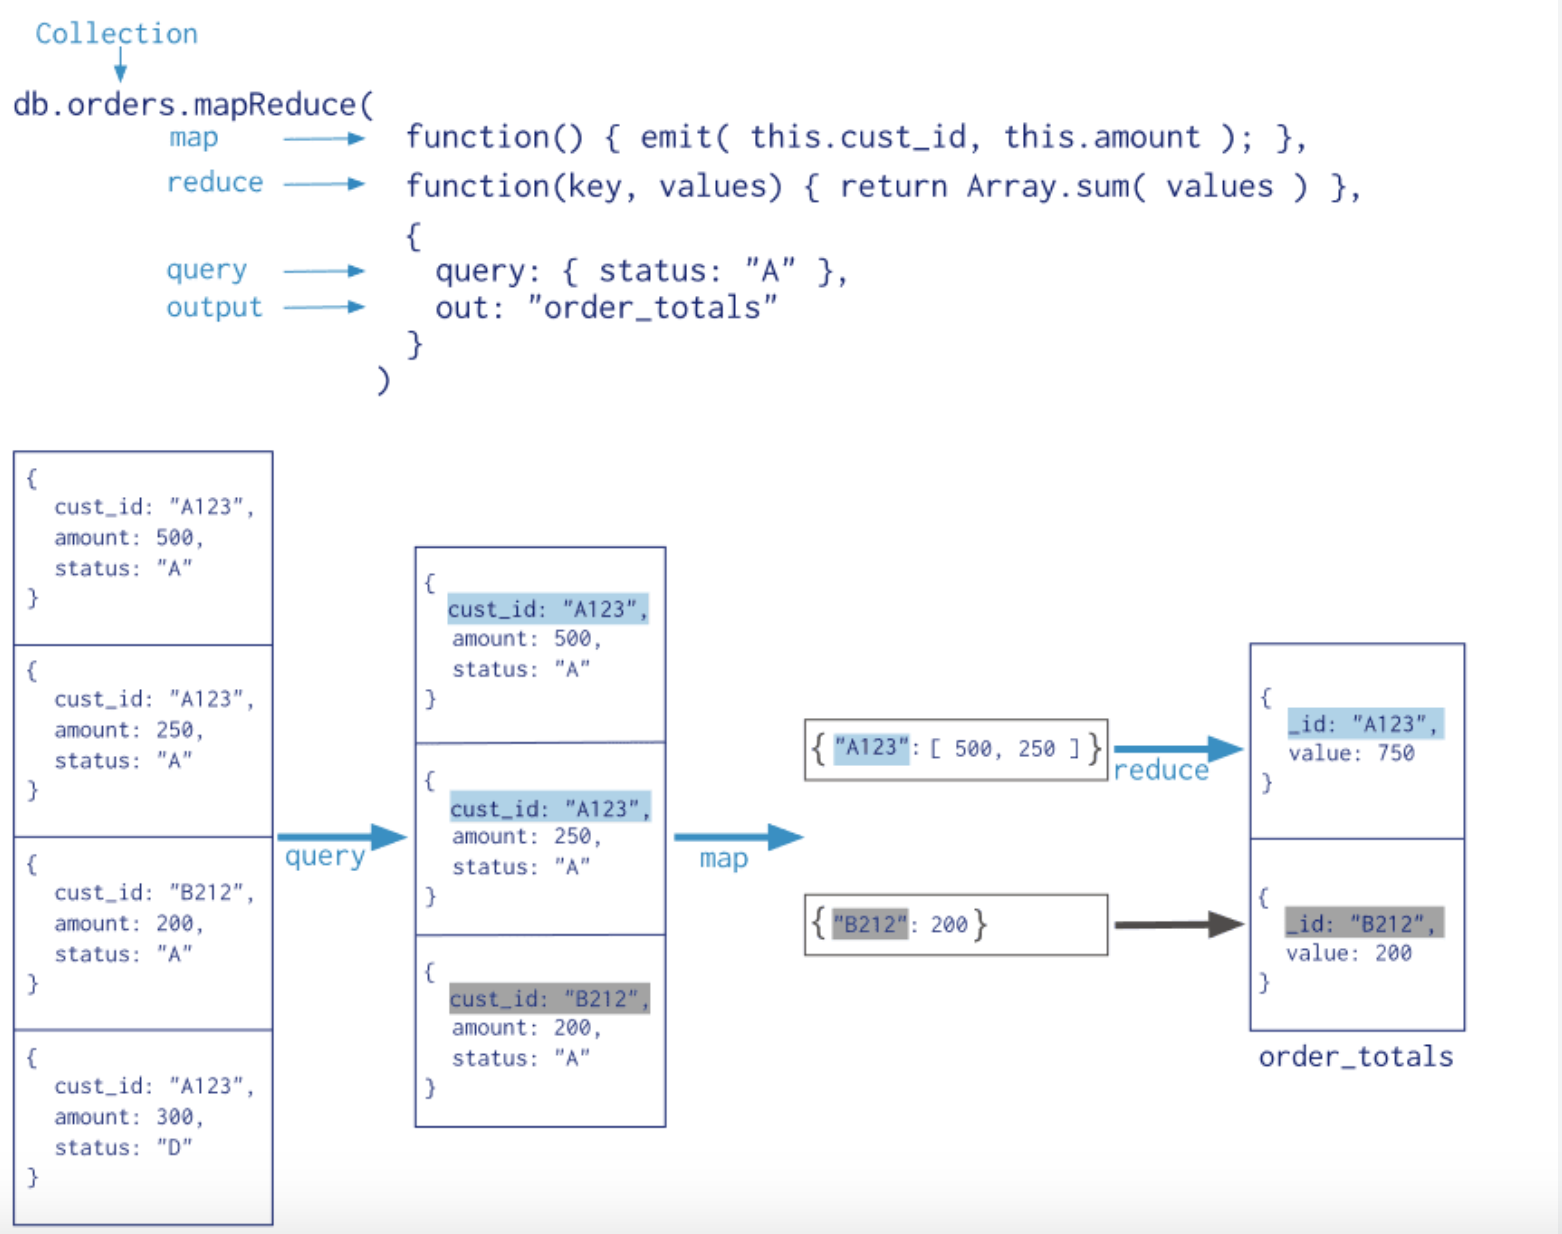 Collection
db.orders.mapReduce(
map function() { emit( this.cust_id, this.amount ); },
reduce function(key, values) { return Array.sum( values ) },
{
query query: { status: "A" },
output out: "order_totals"
}
)
{
cust_id: "A123",
amount: 500,
status: "A"
}
{
cust_id: "A123",
amount: 250,
status: "A"
}
{
cust_id: "B212",
amount: 200,
status: "A"
}
{
cust_id: "A123",
amount: 300,
status: "D"
}
query
{
cust_id: "A123",
amount: 500,
status: "A"
}
{
cust_id: "A123",
amount: 250,
status: "A"
}
{
cust_id: "B212",
amount: 200,
status: "A"
}
map
{ "A123": [ 500, 250 ] }
{ "B212": 200 }
reduce
{
_id: "A123",
value: 750
}
{
_id: "B212",
value: 200
}
order_totals